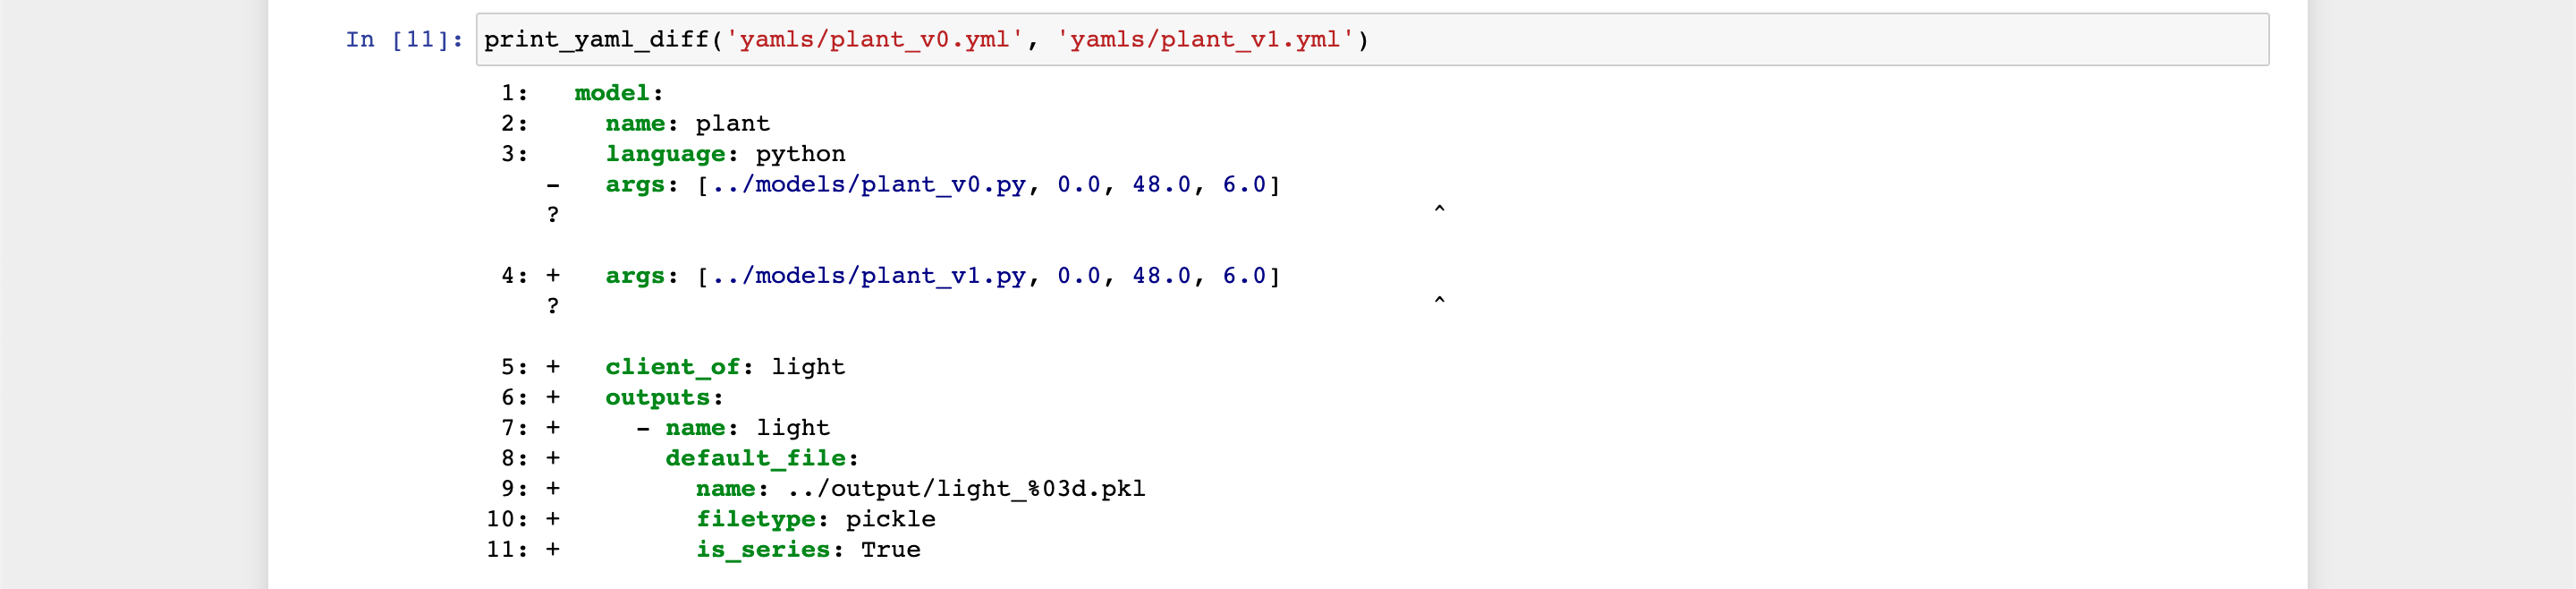 In [11]: print_yaml_diff('yamls/plant_v0.yml', 'yamls/plant_v1.yml')
1:   model:
2:     name: plant
3:     language: python
   -   args: [../models/plant_v0.py, 0.0, 48.0, 6.0]
   ?                                                          ^
4: +   args: [../models/plant_v1.py, 0.0, 48.0, 6.0]
   ?                                                          ^
5: +   client_of: light
6: +   outputs:
7: +     - name: light
8: +       default_file:
9: +         name: ../output/light_%03d.pkl
10: +         filetype: pickle
11: +         is_series: True